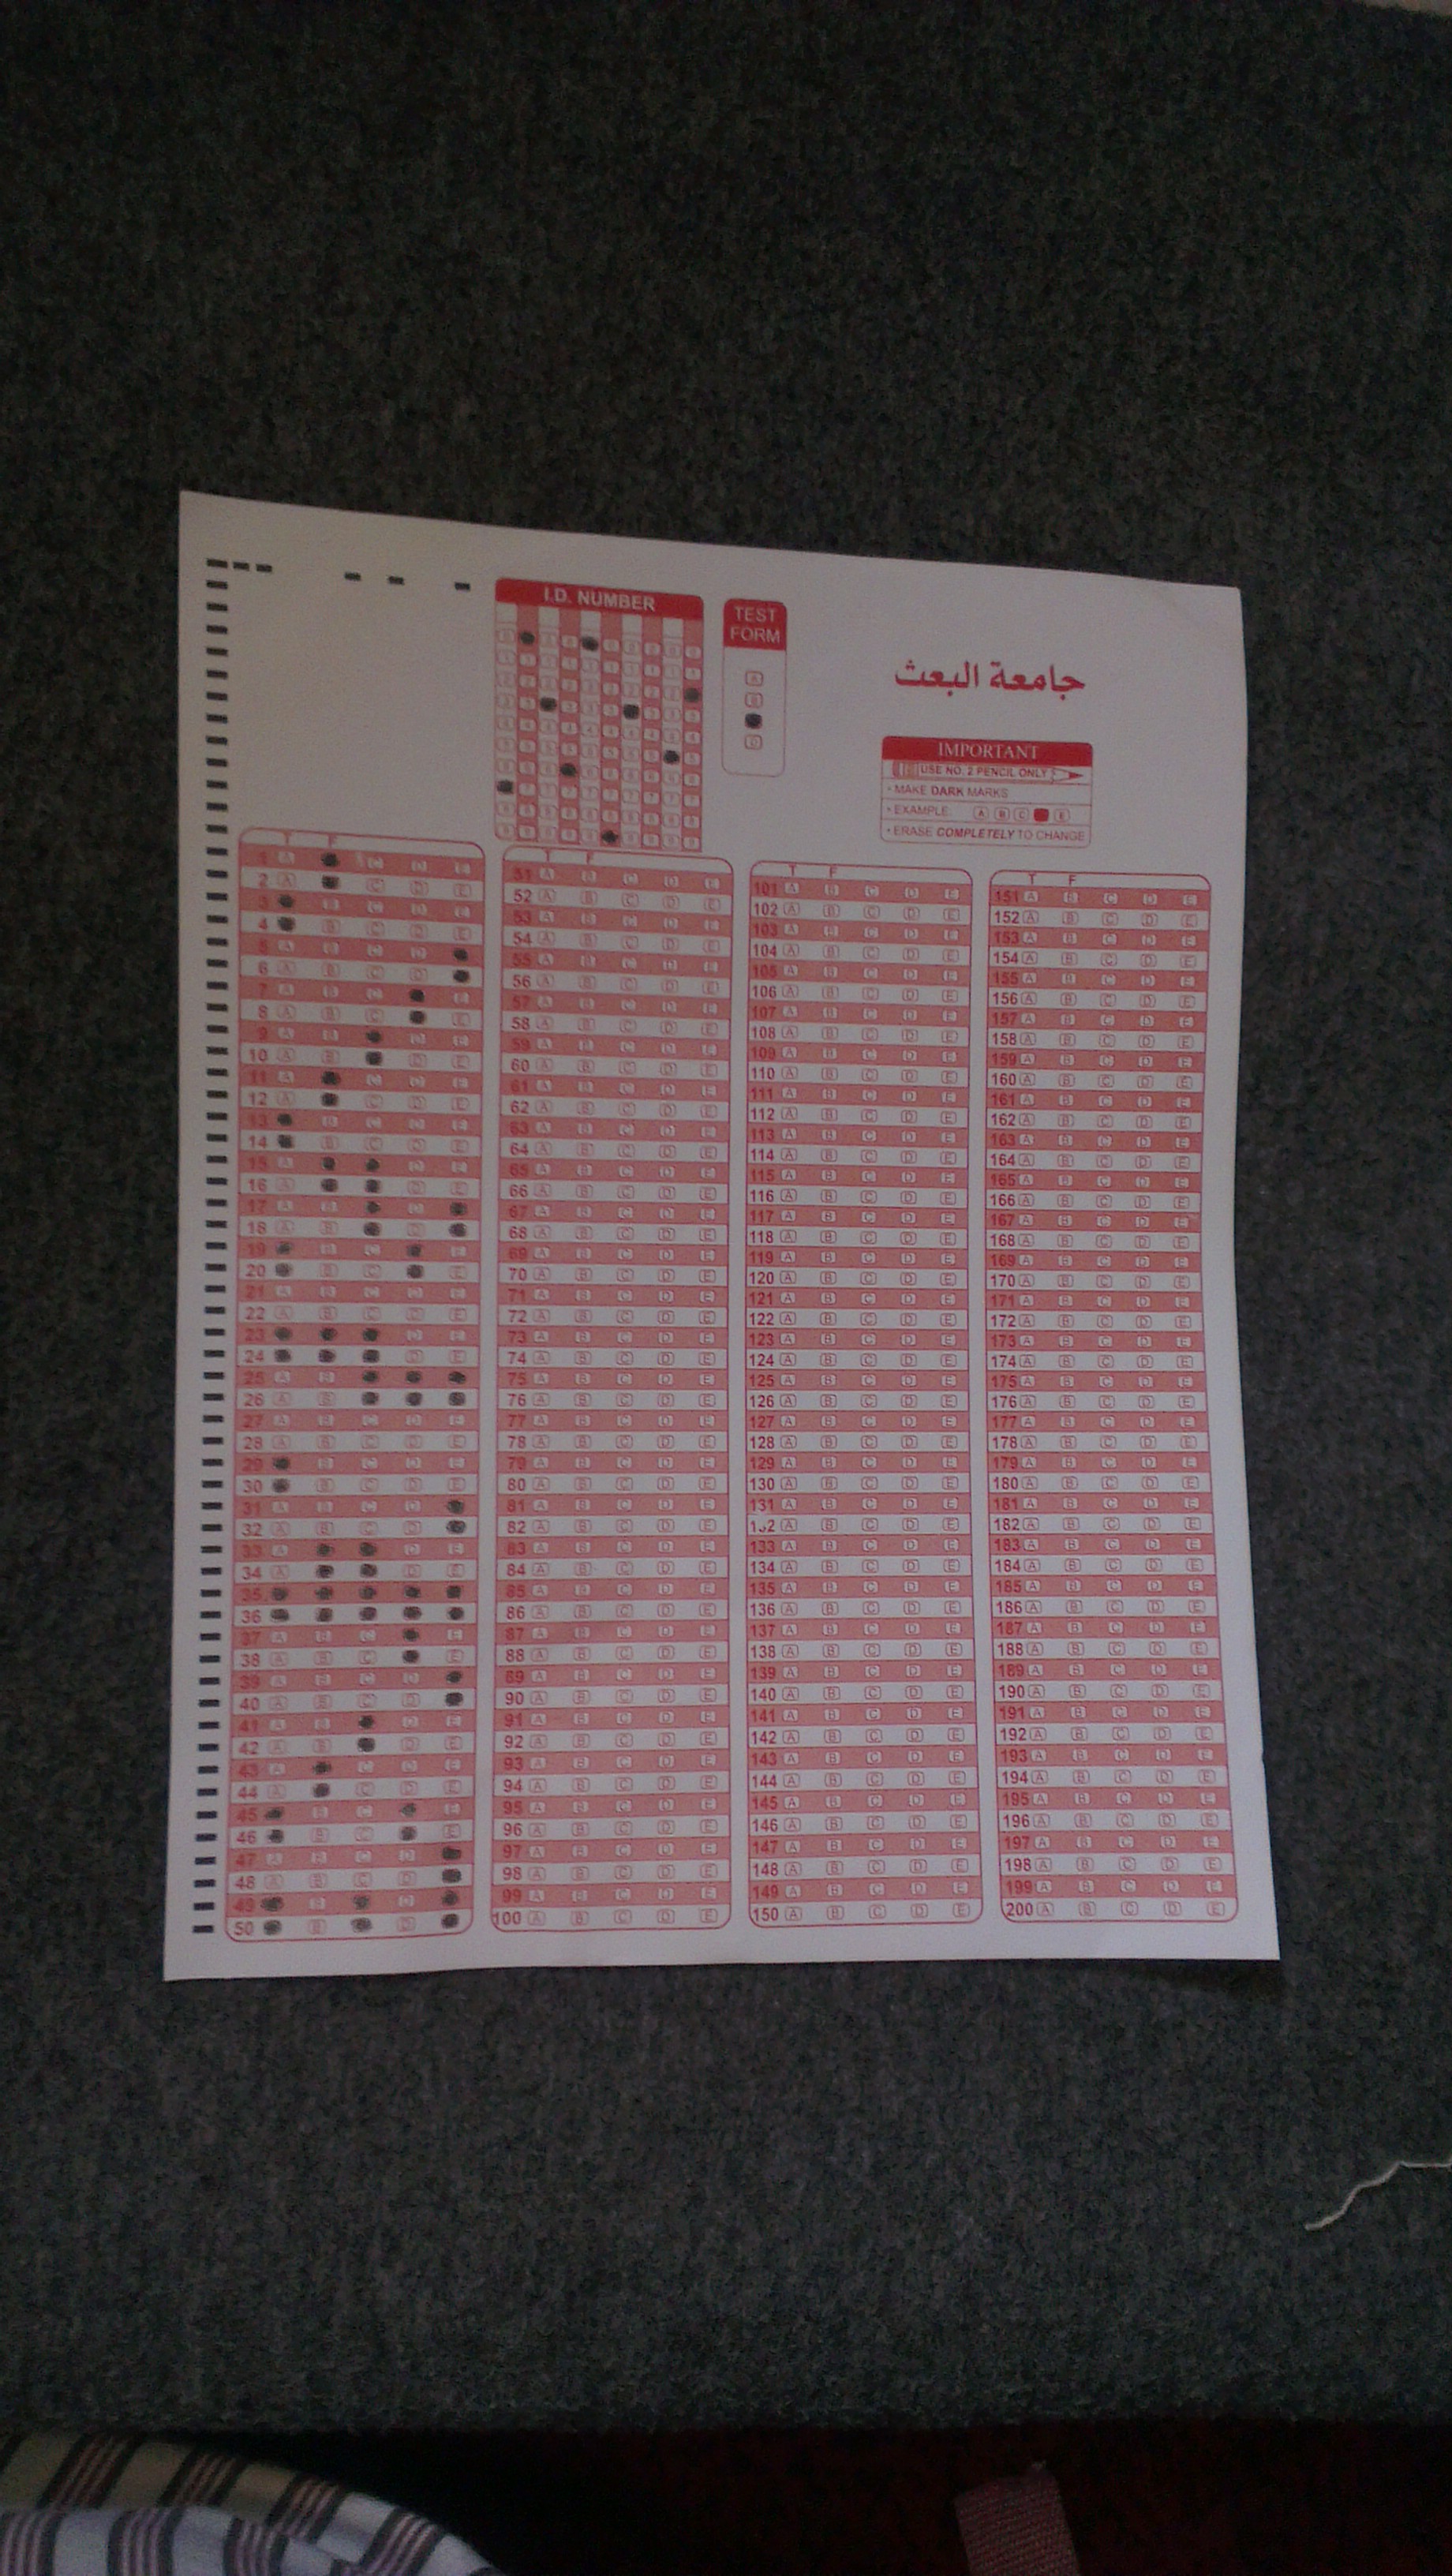 I.D. NUMBER
TEST
FORM
A
B
D
جامعة البعث
IMPORTANT
USE NO. 2 PENCIL ONLY
• MAKE DARK MARKS
• EXAMPLE: A B C E
• ERASE COMPLETELY TO CHANGE
T F
T F
T F
T F
1 A C D E 51 A B C D E 101 A B C D E 151 A B C D E
2 A C D E 52 A B C D E 102 A B C D E 152 A B C D E
3 B C D E 53 A B C D E 103 A B C D E 153 A B C D E
4 B C D E 54 A B C D E 104 A B C D E 154 A B C D E
5 A B C D 55 A B C D E 105 A B C D E 155 A B C D E
6 A B C D 56 A B C D E 106 A B C D E 156 A B C D E
7 A B C E 57 A B C D E 107 A B C D E 157 A B C D E
8 A B C E 58 A B C D E 108 A B C D E 158 A B C D E
9 A B D E 59 A B C D E 109 A B C D E 159 A B C D E
10 A B D E 60 A B C D E 110 A B C D E 160 A B C D E
11 A C D E 61 A B C D E 111 A B C D E 161 A B C D E
12 A C D E 62 A B C D E 112 A B C D E 162 A B C D E
13 B C D E 63 A B C D E 113 A B C D E 163 A B C D E
14 B C D E 64 A B C D E 114 A B C D E 164 A B C D E
15 A D E 65 A B C D E 115 A B C D E 165 A B C D E
16 A D E 66 A B C D E 116 A B C D E 166 A B C D E
17 A B D 67 A B C D E 117 A B C D E 167 A B C D E
18 A B D 68 A B C D E 118 A B C D E 168 A B C D E
19 B C E 69 A B C D E 119 A B C D E 169 A B C D E
20 B C E 70 A B C D E 120 A B C D E 170 A B C D E
21 A B C D E 71 A B C D E 121 A B C D E 171 A B C D E
22 A B C D E 72 A B C D E 122 A B C D E 172 A B C D E
23 D E 73 A B C D E 123 A B C D E 173 A B C D E
24 D E 74 A B C D E 124 A B C D E 174 A B C D E
25 A B 75 A B C D E 125 A B C D E 175 A B C D E
26 A B 76 A B C D E 126 A B C D E 176 A B C D E
27 A B C D E 77 A B C D E 127 A B C D E 177 A B C D E
28 A B C D E 78 A B C D E 128 A B C D E 178 A B C D E
29 B C D E 79 A B C D E 129 A B C D E 179 A B C D E
30 B C D E 80 A B C D E 130 A B C D E 180 A B C D E
31 A B C D 81 A B C D E 131 A B C D E 181 A B C D E
32 A B C D 82 A B C D E A B C D E 182 A B C D E
33 A D E 83 A B C D E 133 A B C D E 183 A B C D E
34 A D E 84 A B C D E 134 A B C D E 184 A B C D E
35 85 A B C D E 135 A B C D E 185 A B C D E
36 86 A B C D E 136 A B C D E 186 A B C D E
37 A B C E 87 A B C D E 137 A B C D E 187 A B C D E
38 A B C E 88 A B C D E 138 A B C D E 188 A B C D E
39 A B C D 89 A B C D E 139 A B C D E 189 A B C D E
40 A B C D 90 A B C D E 140 A B C D E 190 A B C D E
41 A B D E 91 A B C D E 141 A B C D E 191 A B C D E
42 A B D E 92 A B C D E 142 A B C D E 192 A B C D E
43 A C D E 93 A B C D E 143 A B C D E 193 A B C D E
44 A C D E 94 A B C D E 144 A B C D E 194 A B C D E
45 B C E 95 A B C D E 145 A B C D E 195 A B C D E
46 B C E 96 A B C D E 146 A B C D E 196 A B C D E
47 A B C D 97 A B C D E 147 A B C D E 197 A B C D E
48 A B C D 98 A B C D E 148 A B C D E 198 A B C D E
49 B D 99 A B C D E 149 A B C D E 199 A B C D E
50 B D 100 A B C D E 150 A B C D E 200 A B C D E